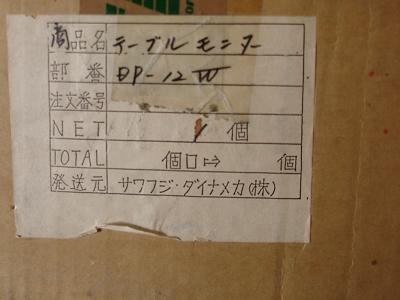 商品名 テーブルモニター
部番 DP-12W
注文番号
NET 1 個
TOTAL 個口⇨ 個
発送元 サワフジ・ダイナメカ(株)